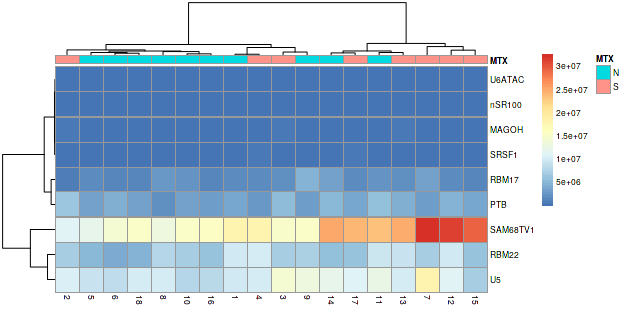 MTX
MTX
N
S
U6ATAC
nSR100
MAGOH
SRSF1
RBM17
PTB
SAM68TV1
RBM22
U5
3e+07
2.5e+07
2e+07
1.5e+07
1e+07
5e+06
2 5 6 18 8 10 16 1 4 3 9 14 17 11 13 7 12 15